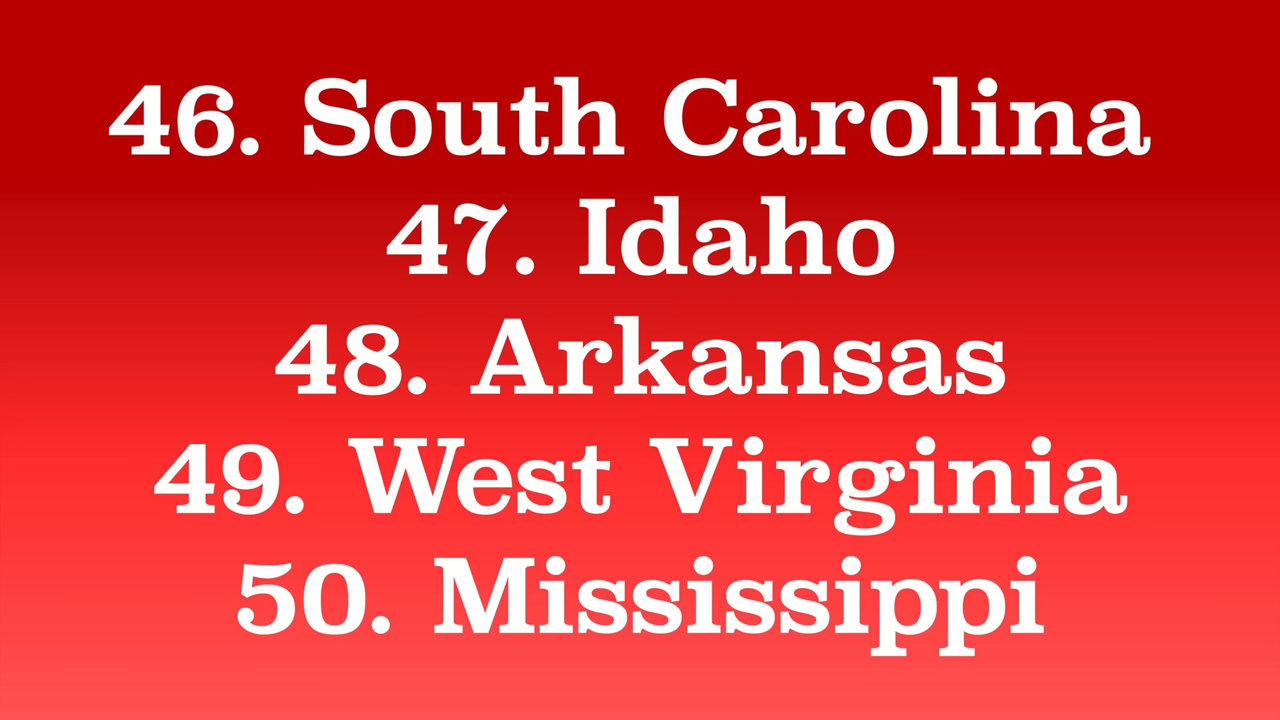 46. South Carolina
47. Idaho
48. Arkansas
49. West Virginia
50. Mississippi